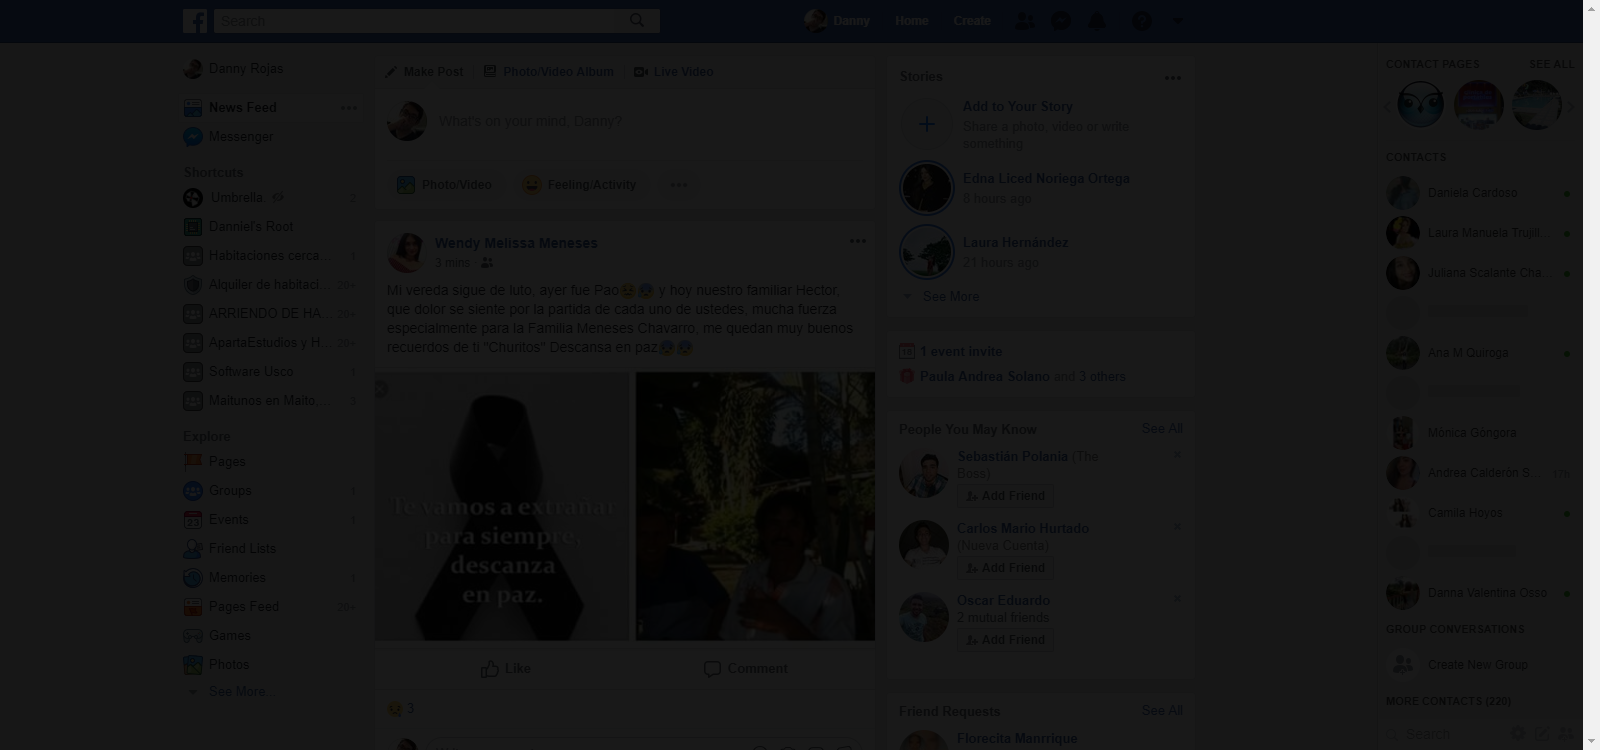 Search
Danny
Home
Create
Danny Rojas
News Feed
Messenger
Shortcuts
Umbrella.
2
Danniel's Root
Habitaciones cerca...
Alquiler de habitaci...
20+
ARRIENDO DE HA...
20+
ApartaEstudios y H...
20+
Software Usco
Maitunos en Maito...
Explore
Pages
Groups
Events
Friend Lists
Memories
Pages Feed
20+
Games
Photos
See More...
Make Post
Photo/Video Album
Live Video
What's on your mind, Danny?
Photo/Video
Feeling/Activity
Wendy Melissa Meneses
3 mins
Mi vereda sigue de luto. ayer fue Pao😢😰 y hoy nuestro familiar Hector.
que dolor se siente por la partida de cada uno de ustedes, mucha fuerza
especialmente para la Familia Meneses Chavarro, me quedan muy buenos
recuerdos de ti "Churitos" Descansa en paz😰😰
Te vamos a extrañar
para siempre,
descanza
en paz.
Like
Comment
3
Stories
Add to Your Story
Share a photo, video or write
something
Edna Liced Noriega Ortega
8 hours ago
Laura Hernández
21 hours ago
See More
1 event invite
Paula Andrea Solano and 3 others
People You May Know
See All
Sebastián Polania (The
Boss)
Add Friend
Carlos Mario Hurtado
(Nueva Cuenta)
Add Friend
Oscar Eduardo
2 mutual friends
Add Friend
Friend Requests
See All
Florecita Manrrique
CONTACT PAGES
SEE ALL
CONTACTS
Daniela Cardoso
Laura Manuela Trujill...
Juliana Scalante Cha...
Ana M Quiroga
Mónica Góngora
Andrea Calderón S...
Camila Hoyos
Danna Valentina Osso
GROUP CONVERSATIONS
Create New Group
MORE CONTACTS (220)
Search